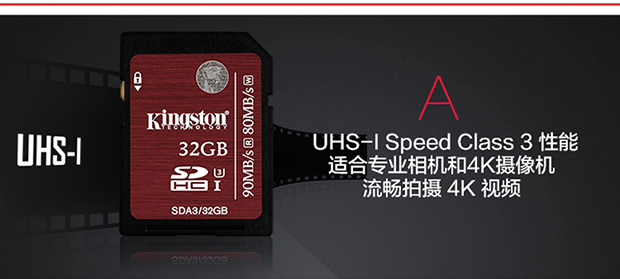 UHS-I
Kingston
TECHNOLOGY
32GB
SDHC I U3
SDA3/32GB
90MB/s R 80MB/s W
A
UHS-I Speed Class 3 性能
适合专业相机和4K摄像机
流畅拍摄 4K 视频